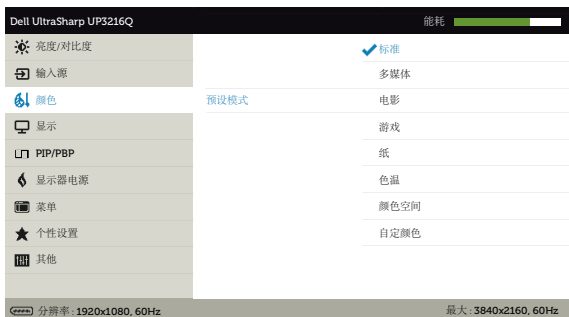 Dell UltraSharp UP3216Q 能耗
亮度/对比度
输入源
颜色
显示
PIP/PBP
显示器电源
菜单
个性设置
其他
预设模式
标准
多媒体
电影
游戏
纸
色温
颜色空间
自定颜色
分辨率: 1920x1080, 60Hz 最大: 3840x2160, 60Hz